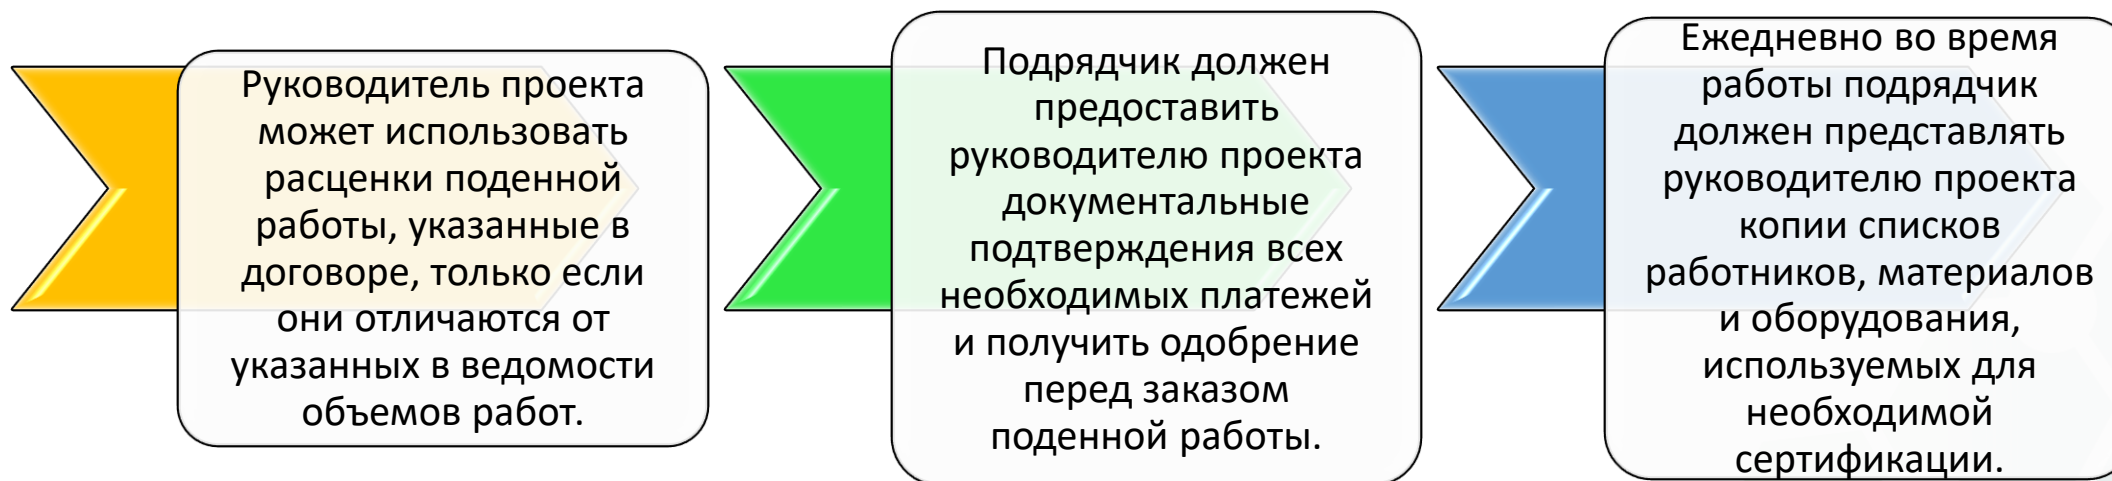 Руководитель проекта
может использовать
расценки поденной
работы, указанные в
договоре, только если
они отличаются от
указанных в ведомости
объемов работ.
Подрядчик должен
предоставить
руководителю проекта
документальные
подтверждения всех
необходимых платежей
и получить одобрение
перед заказом
поденной работы.
Ежедневно во время
работы подрядчик
должен представлять
руководителю проекта
копии списков
работников, материалов
и оборудования,
используемых для
необходимой
сертификации.